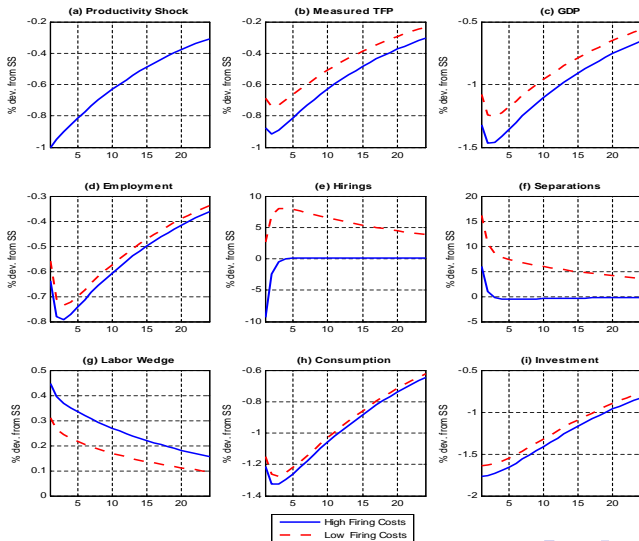 (a) Productivity Shock
(b) Measured TFP
(c) GDP
% dev. from SS
-0.2
-0.4
-0.6
-0.8
-1
5 10 15 20
% dev. from SS
-0.2
-0.4
-0.6
-0.8
-1
5 10 15 20
% dev. from SS
-0.5
-1
-1.5
5 10 15 20
(d) Employment
(e) Hirings
(f) Separations
% dev. from SS
-0.3
-0.4
-0.5
-0.6
-0.7
-0.8
5 10 15 20
% dev. from SS
10
5
0
-5
-10
5 10 15 20
% dev. from SS
20
15
10
5
0
-5
5 10 15 20
(g) Labor Wedge
(h) Consumption
(i) Investment
% dev. from SS
0.5
0.4
0.3
0.2
0.1
0
5 10 15 20
% dev. from SS
-0.6
-0.8
-1
-1.2
-1.4
5 10 15 20
% dev. from SS
-0.5
-1
-1.5
-2
5 10 15 20
High Firing Costs
Low Firing Costs